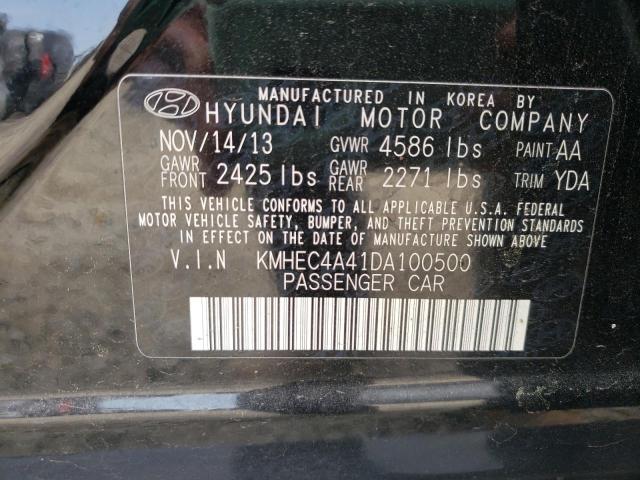 MANUFACTURED IN KOREA BY
HYUNDAI MOTOR COMPANY
NOV/14/13 GVWR 4586 lbs PAINT AA
GAWR FRONT 2425 lbs GAWR REAR 2271 lbs TRIM YDA
THIS VEHICLE CONFORMS TO ALL APPLICABLE U.S.A. FEDERAL
MOTOR VEHICLE SAFETY, BUMPER, AND THEFT PREVENTION STANDARDS
IN EFFECT ON THE DATE OF MANUFACTURE SHOWN ABOVE
V.I.N KMHEC4A41DA100500
PASSENGER CAR